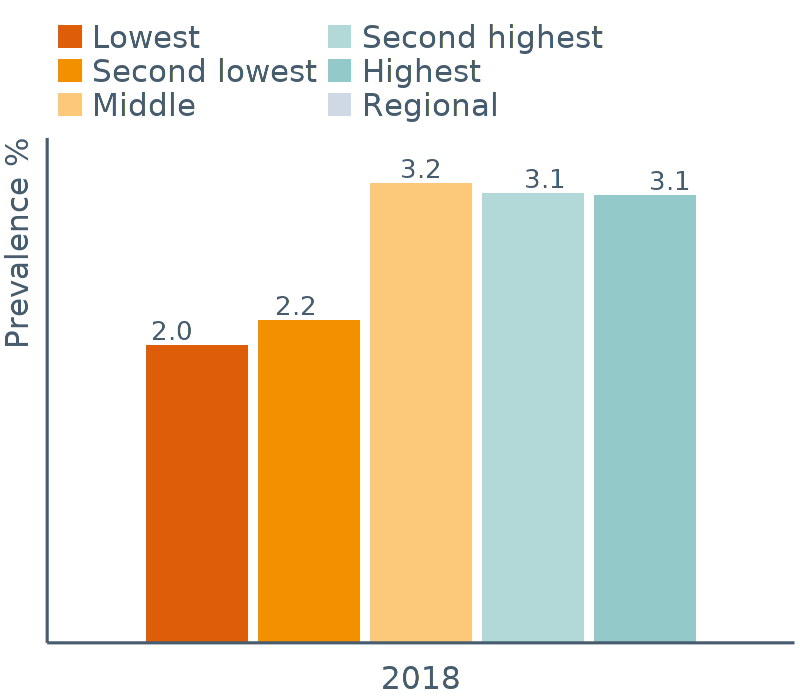 Lowest
Second lowest
Middle
Second highest
Highest
Regional
Prevalence %
2.0
2.2
3.2
3.1
3.1
2018